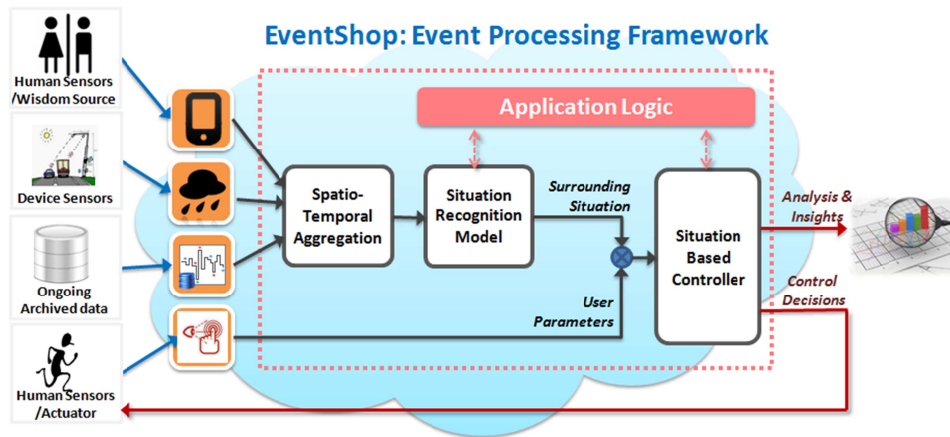 EventShop: Event Processing Framework
Human Sensors
/Wisdom Source
Device Sensors
Ongoing
Archived data
Human Sensors
/Actuator
Application Logic
Spatio-
Temporal
Aggregation
Situation
Recognition
Model
Surrounding
Situation
User
Parameters
Situation
Based
Controller
Analysis &
Insights
Control
Decisions